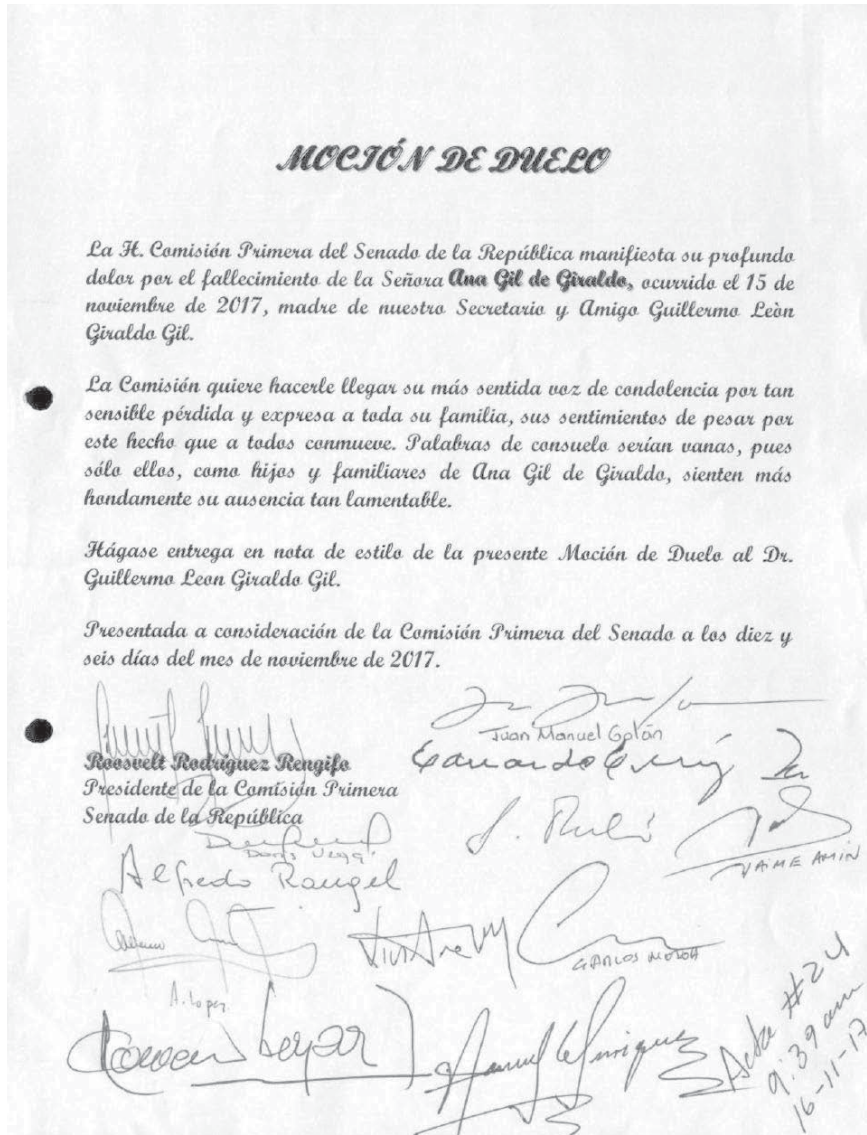 MOCIÓN DE DUELO
La H. Comisión Primera del Senado de la República manifiesta su profundo
dolor por el fallecimiento de la Señora Ana Gil de Giraldo, ocurrido el 15 de
noviembre de 2017, madre de nuestro Secretario y Amigo Guillermo Leòn
Giraldo Gil.
La Comisión quiere hacerle llegar su más sentida voz de condolencia por tan
sensible pérdida y expresa a toda su familia, sus sentimientos de pesar por
este hecho que a todos conmueve. Palabras de consuelo serían vanas, pues
sólo ellos, como hijos y familiares de Ana Gil de Giraldo, sienten más
hondamente su ausencia tan lamentable.
Hágase entrega en nota de estilo de la presente Moción de Duelo al Dr.
Guillermo Leon Giraldo Gil.
Presentada a consideración de la Comisión Primera del Senado a los diez y
seis días del mes de noviembre de 2017.
Juan Manuel Galán
Roosvelt Rodríguez Rengifo
Presidente de la Comisión Primera
Senado de la República
Doris Vega
JAIME AMIN
Alfredo Rangel
CARLOS MOTOA
A. Lopez
Acta #24
9:39 am
16-11-17